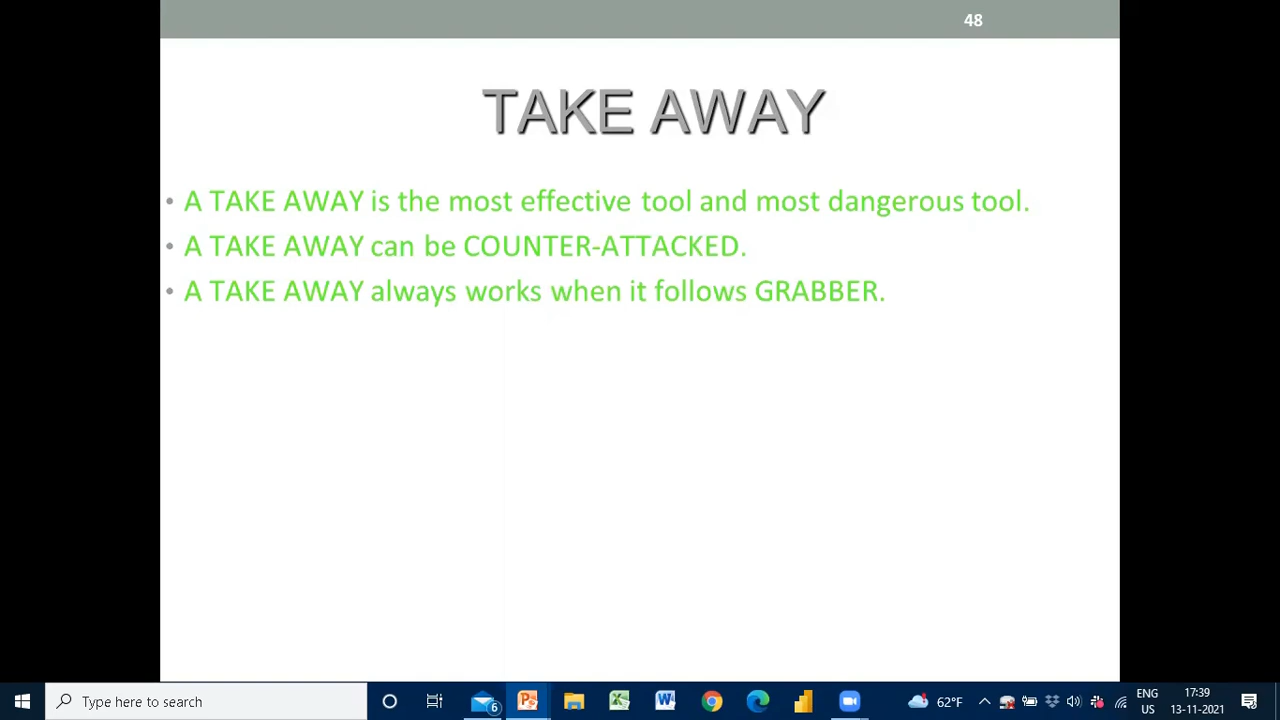 48
TAKE AWAY
• A TAKE AWAY is the most effective tool and most dangerous tool.
• A TAKE AWAY can be COUNTER-ATTACKED.
• A TAKE AWAY always works when it follows GRABBER.
Type here to search
6
62°F
ENG
US
17:39
13-11-2021